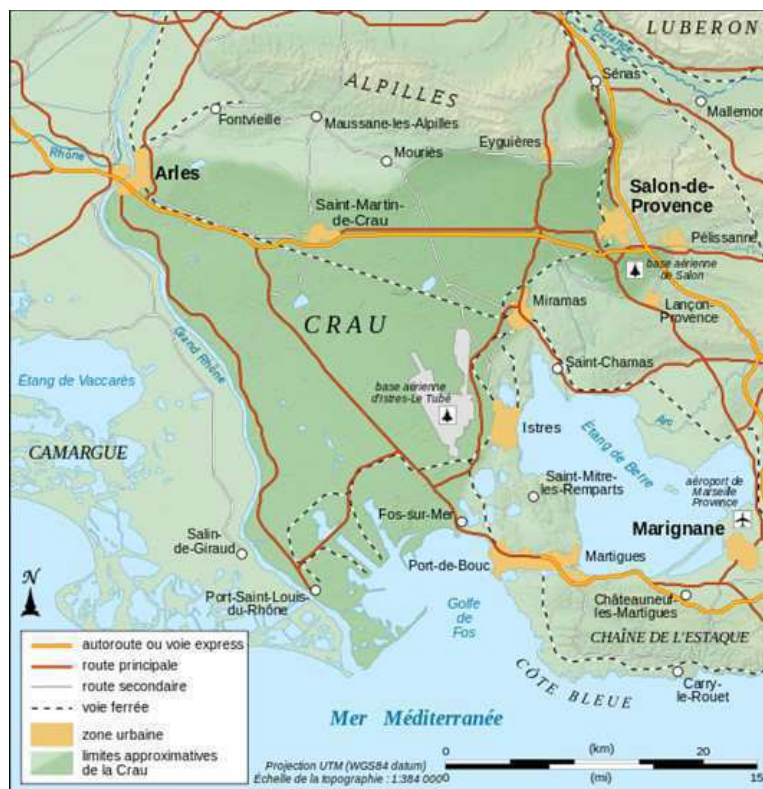 LUBERON
Durance
Sénas
ALPILLES
Mallemort
Fontvieille
Maussane-les-Alpilles
Eyguières
Mouriès
Rhône
Arles
Salon-de-
Provence
Saint-Martin
de-Crau
Pélissanne
base aérienne
de Salon
Lançon-
Provence
Miramas
CRAU
Grand Rhône
Saint-Chamas
Étang de Vaccarès
base aérienne
d'Istres-Le Tubé
Istres
Étang de Berre
Arc
CAMARGUE
Saint-Mitre-
les-Remparts
aéroport de
Marseille
Provence
Fos-sur-Mer
Marignane
Salin-
de-Giraud
Port-de-Bouc
Martigues
N
Port-Saint-Louis-
du-Rhône
Golfe
de
Fos
Châteauneuf-
les-Martigues
CHAÎNE DE L'ESTAQUE
CÔTE BLEUE
Carry-
le-Rouet
Mer Méditerranée
autoroute ou voie express
route principale
route secondaire
voie ferrée
zone urbaine
limites approximatives
de la Crau
Projection UTM (WGS84 datum)
Échelle de la topographie : 1:384 000
0 (km) 20
0 (mi) 15